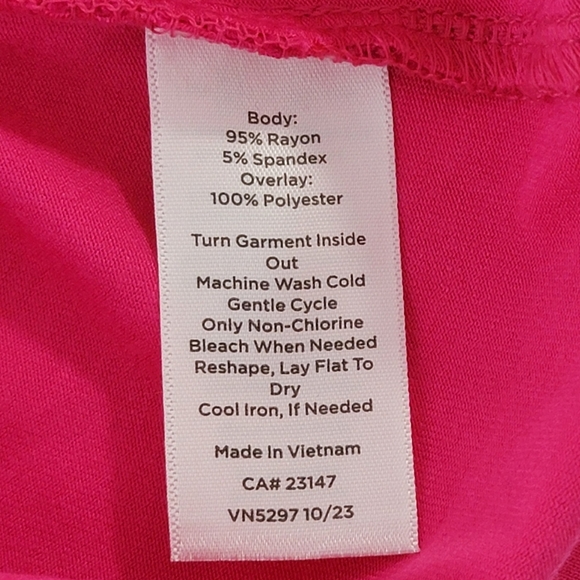 Body:
95% Rayon
5% Spandex
Overlay:
100% Polyester
Turn Garment Inside
Out
Machine Wash Cold
Gentle Cycle
Only Non-Chlorine
Bleach When Needed
Reshape, Lay Flat To
Dry
Cool Iron, If Needed
Made In Vietnam
CA# 23147
VN5297 10/23